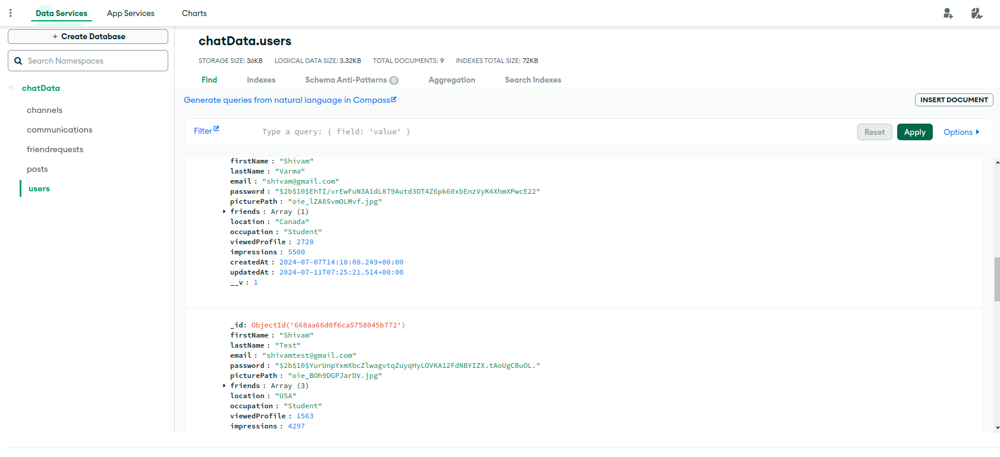 Data Services App Services Charts
+ Create Database
Search Namespaces
chatData
channels
communications
friendrequests
posts
users
chatData.users
STORAGE SIZE: 36KB LOGICAL DATA SIZE: 3.32KB TOTAL DOCUMENTS: 9 INDEXES TOTAL SIZE: 72KB
Find Indexes Schema Anti-Patterns 0 Aggregation Search Indexes
Generate queries from natural language in Compass
INSERT DOCUMENT
Filter Type a query: { field: 'value' } Reset Apply Options
firstName : "Shivam"
lastName : "Varma"
email : "shivam@gmail.com"
password : "$2b$10$EhTI/vrEwFuN3A1dL879Autd3DT4Z6pk60xbEnzVyK4XhmXPwcE22"
picturePath : "oie_lZA8SvmOLMvf.jpg"
friends : Array (1)
location : "Canada"
occupation : "Student"
viewedProfile : 2728
impressions : 5500
createdAt : 2024-07-07T14:18:08.249+00:00
updatedAt : 2024-07-11T07:25:21.514+00:00
__v : 1
_id: ObjectId('668aa66d0f6ca5758045b772')
firstName : "Shivam"
lastName : "Test"
email : "shivamtest@gmail.com"
password : "$2b$10$YurUnpYxmXbcZlwagvtqZuyqHyLOVKA12FdNBYIZX.tAoUgCBuOL."
picturePath : "oie_BOh9DGPJarDV.jpg"
friends : Array (3)
location : "USA"
occupation : "Student"
viewedProfile : 1563
impressions : 4297